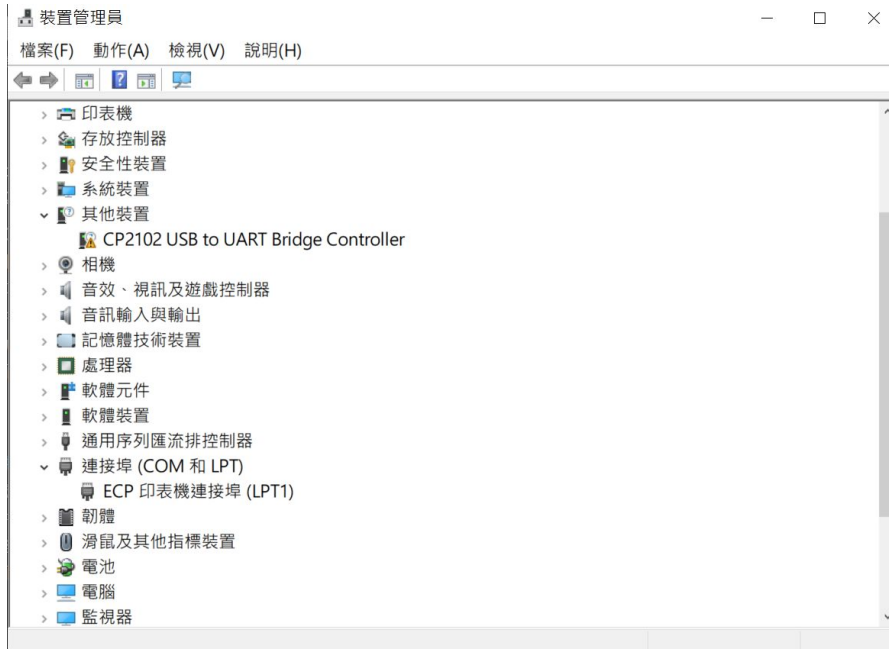 裝置管理員
檔案(F) 動作(A) 檢視(V) 說明(H)
印表機
存放控制器
安全性裝置
系統裝置
其他裝置
CP2102 USB to UART Bridge Controller
相機
音效、視訊及遊戲控制器
音訊輸入與輸出
記憶體技術裝置
處理器
軟體元件
軟體裝置
通用序列匯流排控制器
連接埠 (COM 和 LPT)
ECP 印表機連接埠 (LPT1)
韌體
滑鼠及其他指標裝置
電池
電腦
監視器